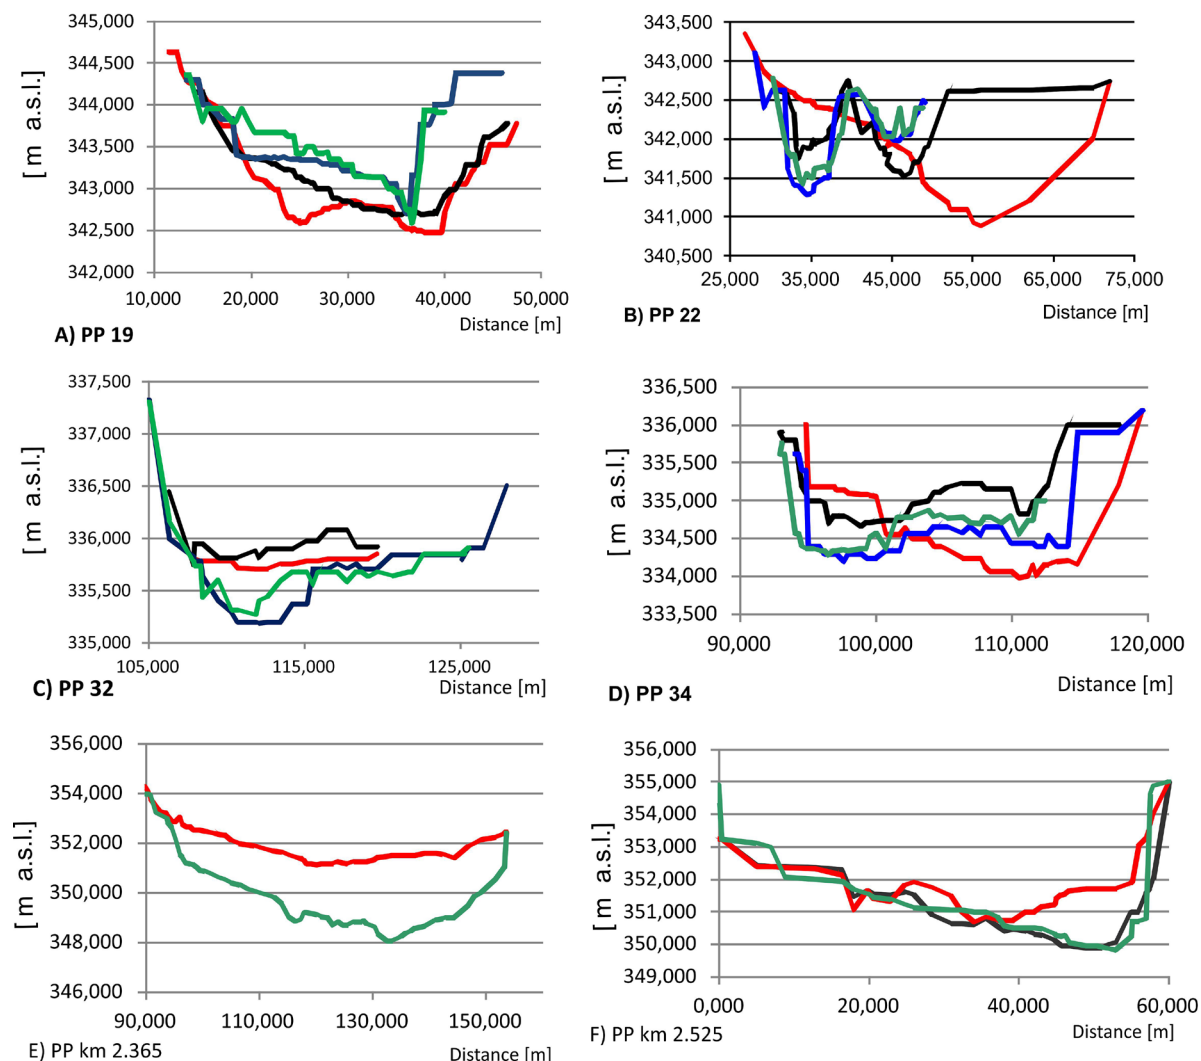 345,000
344,500
344,000
343,500
343,000
342,500
342,000
[ m a.s.l.]
10,000 20,000 30,000 40,000 50,000
Distance [m]
A) PP 19
343,500
343,000
342,500
342,000
341,500
341,000
340,500
[ m a.s.l.]
25,000 35,000 45,000 55,000 65,000 75,000
Distance [m]
B) PP 22
337,500
337,000
336,500
336,000
335,500
335,000
[ m a.s.l.]
105,000 115,000 125,000
Distance [m]
C) PP 32
336,500
336,000
335,500
335,000
334,500
334,000
333,500
[ m a.s.l.]
90,000 100,000 110,000 120,000
Distance [m]
D) PP 34
356,000
354,000
352,000
350,000
348,000
346,000
[ m a.s.l.]
90,000 110,000 130,000 150,000
Distance [m]
E) PP km 2.365
356,000
355,000
354,000
353,000
352,000
351,000
350,000
349,000
[ m a.s.l.]
0,000 20,000 40,000 60,000
Distance [m]
F) PP km 2.525